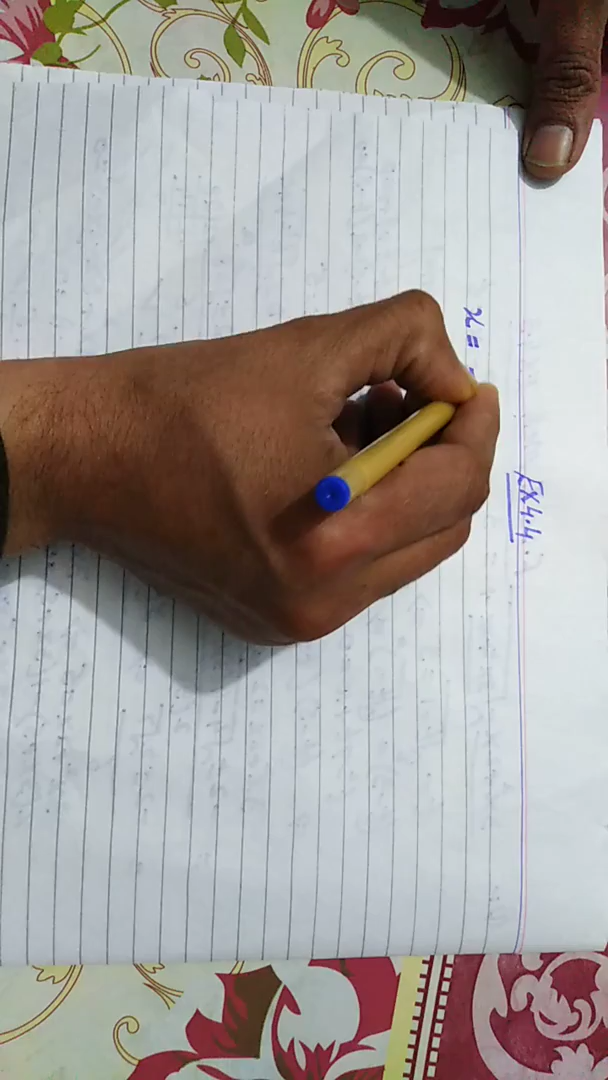 Ex 4.4.
x = -